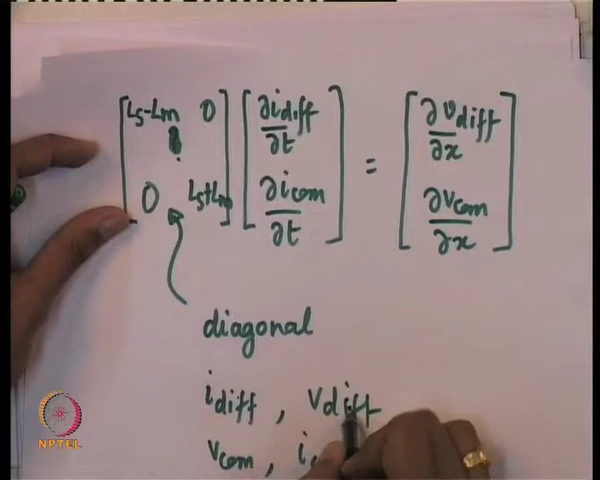 [Ls-Lm 0] [∂idiff/∂t] = [∂vdiff/∂x]
[0 Ls+Lm] [∂icom/∂t] [∂vcom/∂x]
diagonal
idiff , vdiff
vcom , i
NPTEL